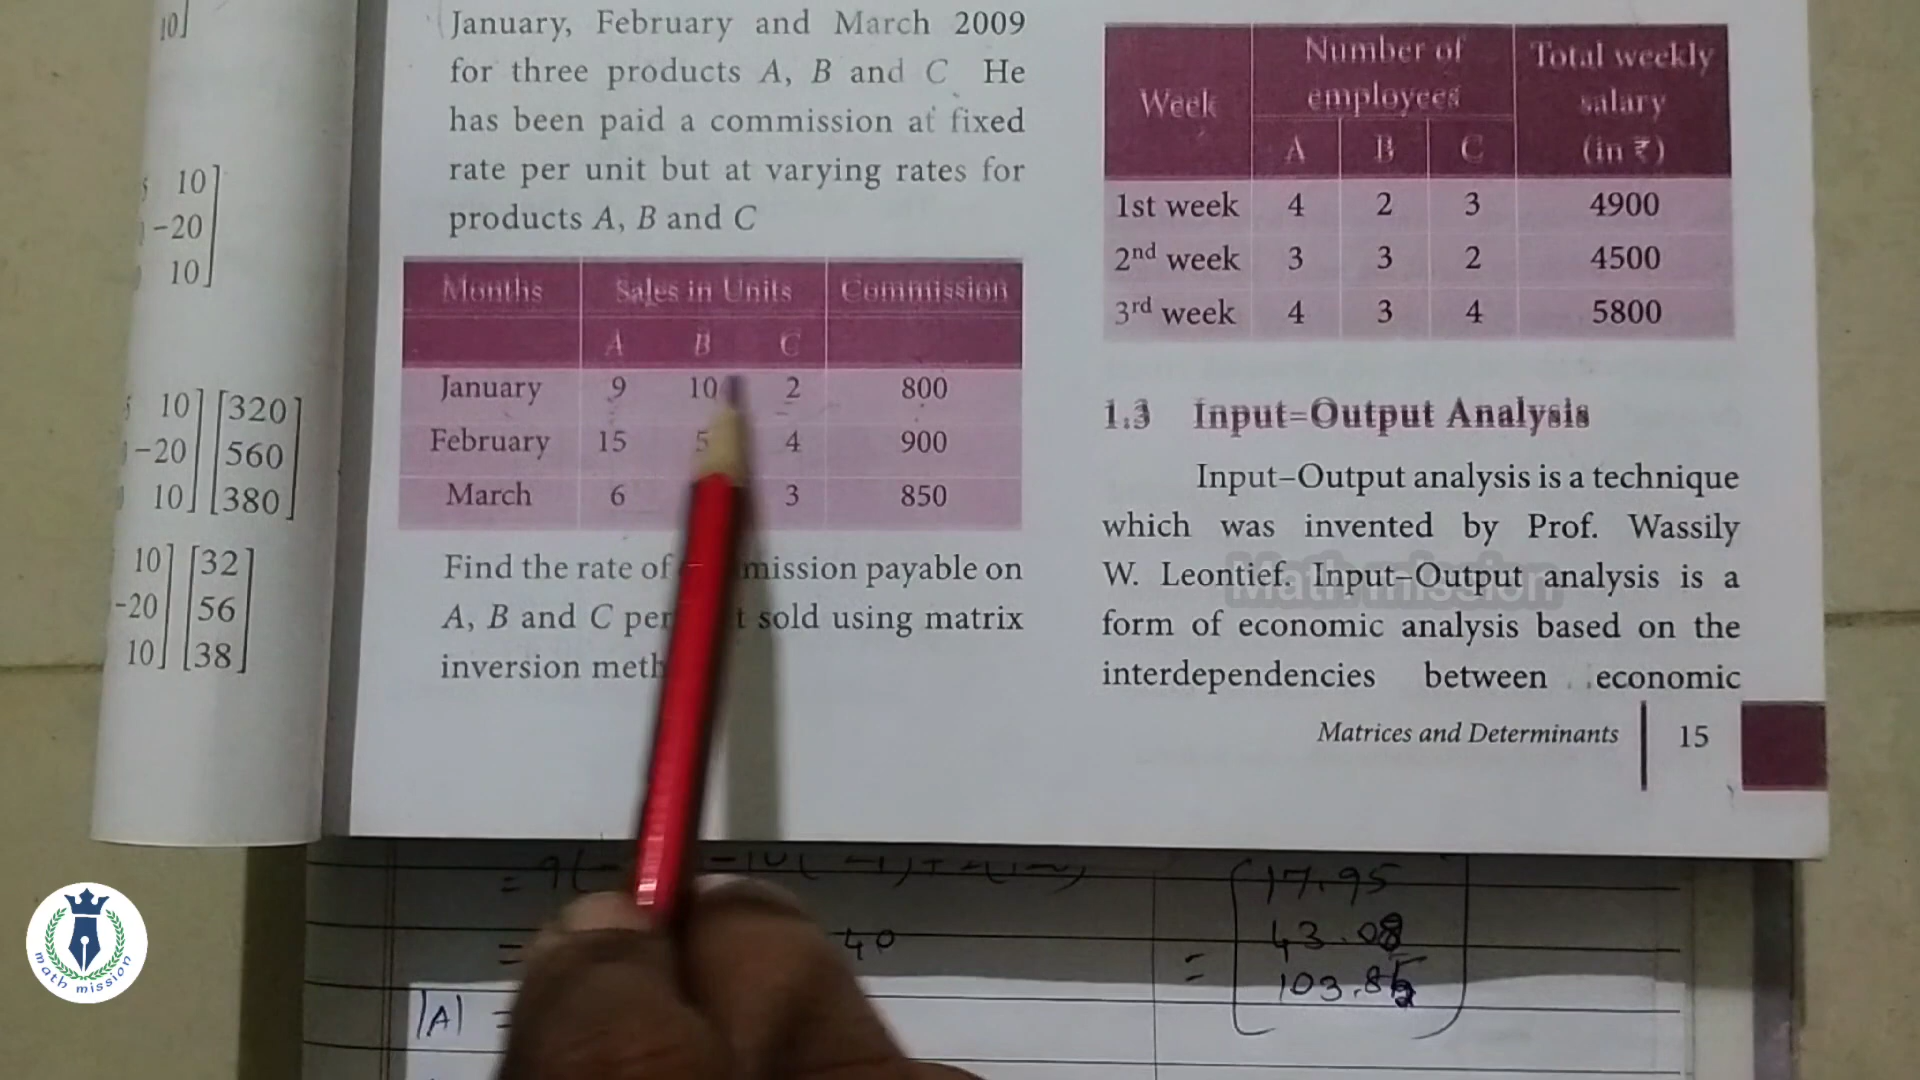 10]
10
-20
10
10] [320]
-20 560
10 380
10] [32]
-20 56
10 38
January, February and March 2009
for three products A, B and C He
has been paid a commission at fixed
rate per unit but at varying rates for
products A, B and C
Months Sales in Units Commission
A B C
January 9 10 2 800
February 15 5 4 900
March 6 3 850
Find the rate of mission payable on
A, B and C per t sold using matrix
inversion meth
Week Number of employees Total weekly salary (in ₹)
A B C
1st week 4 2 3 4900
2nd week 3 3 2 4500
3rd week 4 3 4 5800
1.3 Input-Output Analysis
Input–Output analysis is a technique
which was invented by Prof. Wassily
W. Leontief. Input–Output analysis is a
form of economic analysis based on the
interdependencies between economic
Math mission
Matrices and Determinants 15
40
|A| =
17.95
= 43.08
103.85
math mission